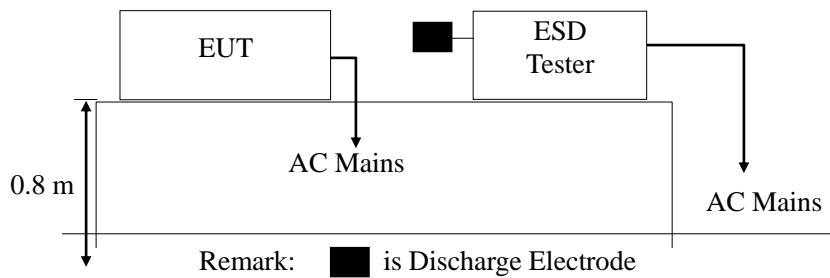 EUT
ESD
Tester
AC Mains
0.8 m
AC Mains
Remark: is Discharge Electrode